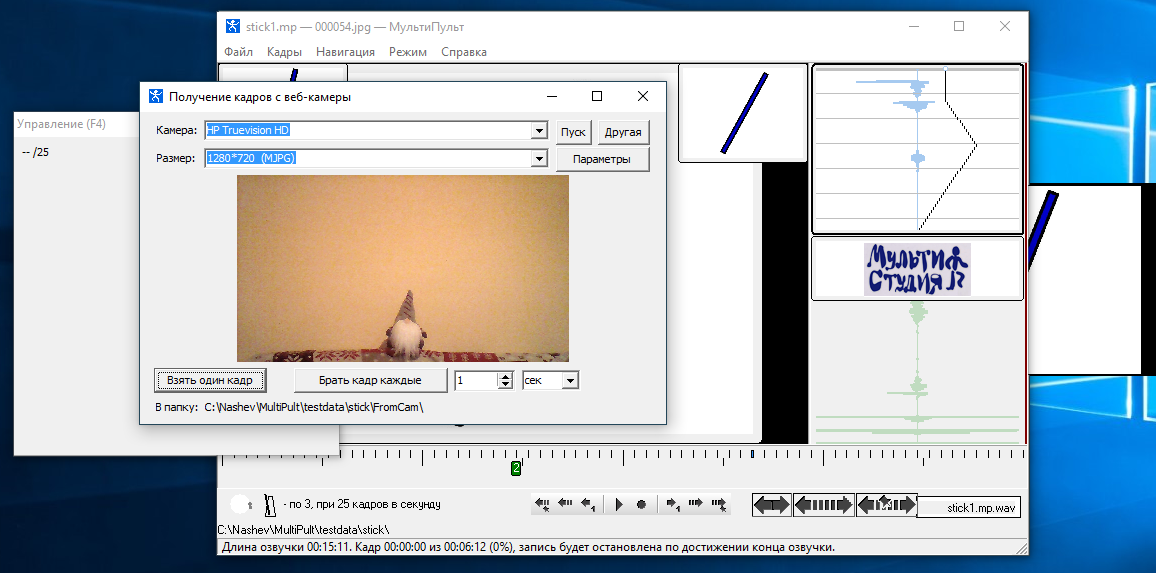 stick1.mp — 000054.jpg — МультиПульт
Файл Кадры Навигация Режим Справка
Получение кадров с веб-камеры
Управление (F4)
-- /25
Камера: HP Truevision HD Пуск Другая
Размер: 1280*720 (MJPG) Параметры
Мульти
Студия
Взять один кадр Брать кадр каждые 1 сек
В папку: C:\Nashev\MultiPult\testdata\stick\FromCam\
2
- по 3, при 25 кадров в секунду
stick1.mp.wav
C:\Nashev\MultiPult\testdata\stick\
Длина озвучки 00:15:11. Кадр 00:00:00 из 00:06:12 (0%), запись будет остановлена по достижении конца озвучки.